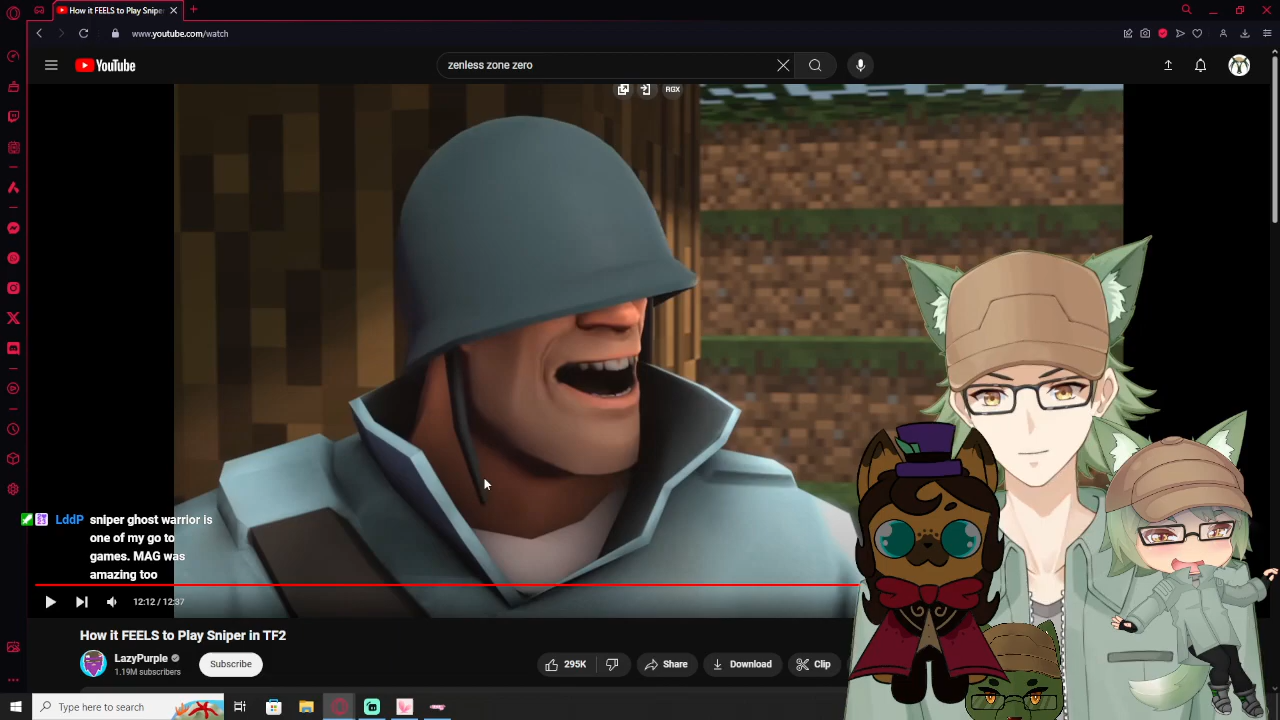 How it FEELS to Play Sniper
www.youtube.com/watch
YouTube
zenless zone zero
RGX
LddP sniper ghost warrior is
one of my go to
games. MAG was
amazing too
12:12 / 12:37
How it FEELS to Play Sniper in TF2
LazyPurple
1.19M subscribers
Subscribe
295K
Share
Download
Clip
Type here to search